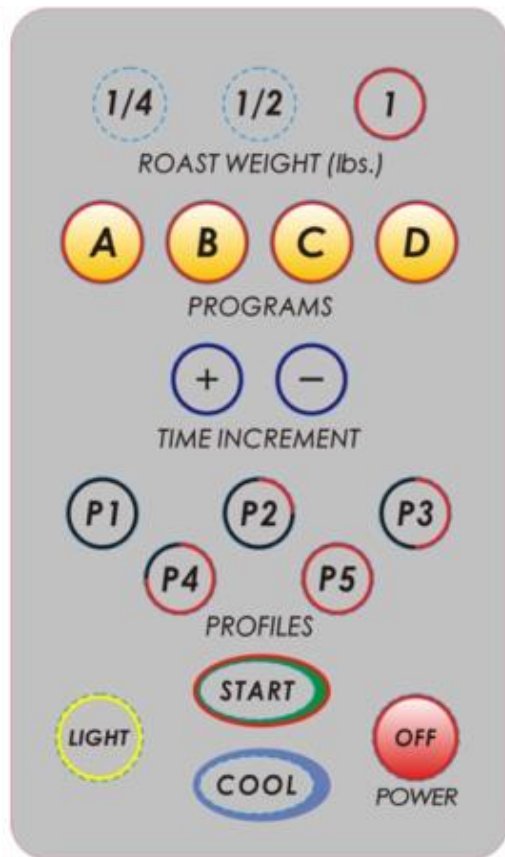 1/4 1/2 1
ROAST WEIGHT (lbs.)
A B C D
PROGRAMS
+ −
TIME INCREMENT
P1 P2 P3
P4 P5
PROFILES
START
LIGHT OFF
COOL
POWER